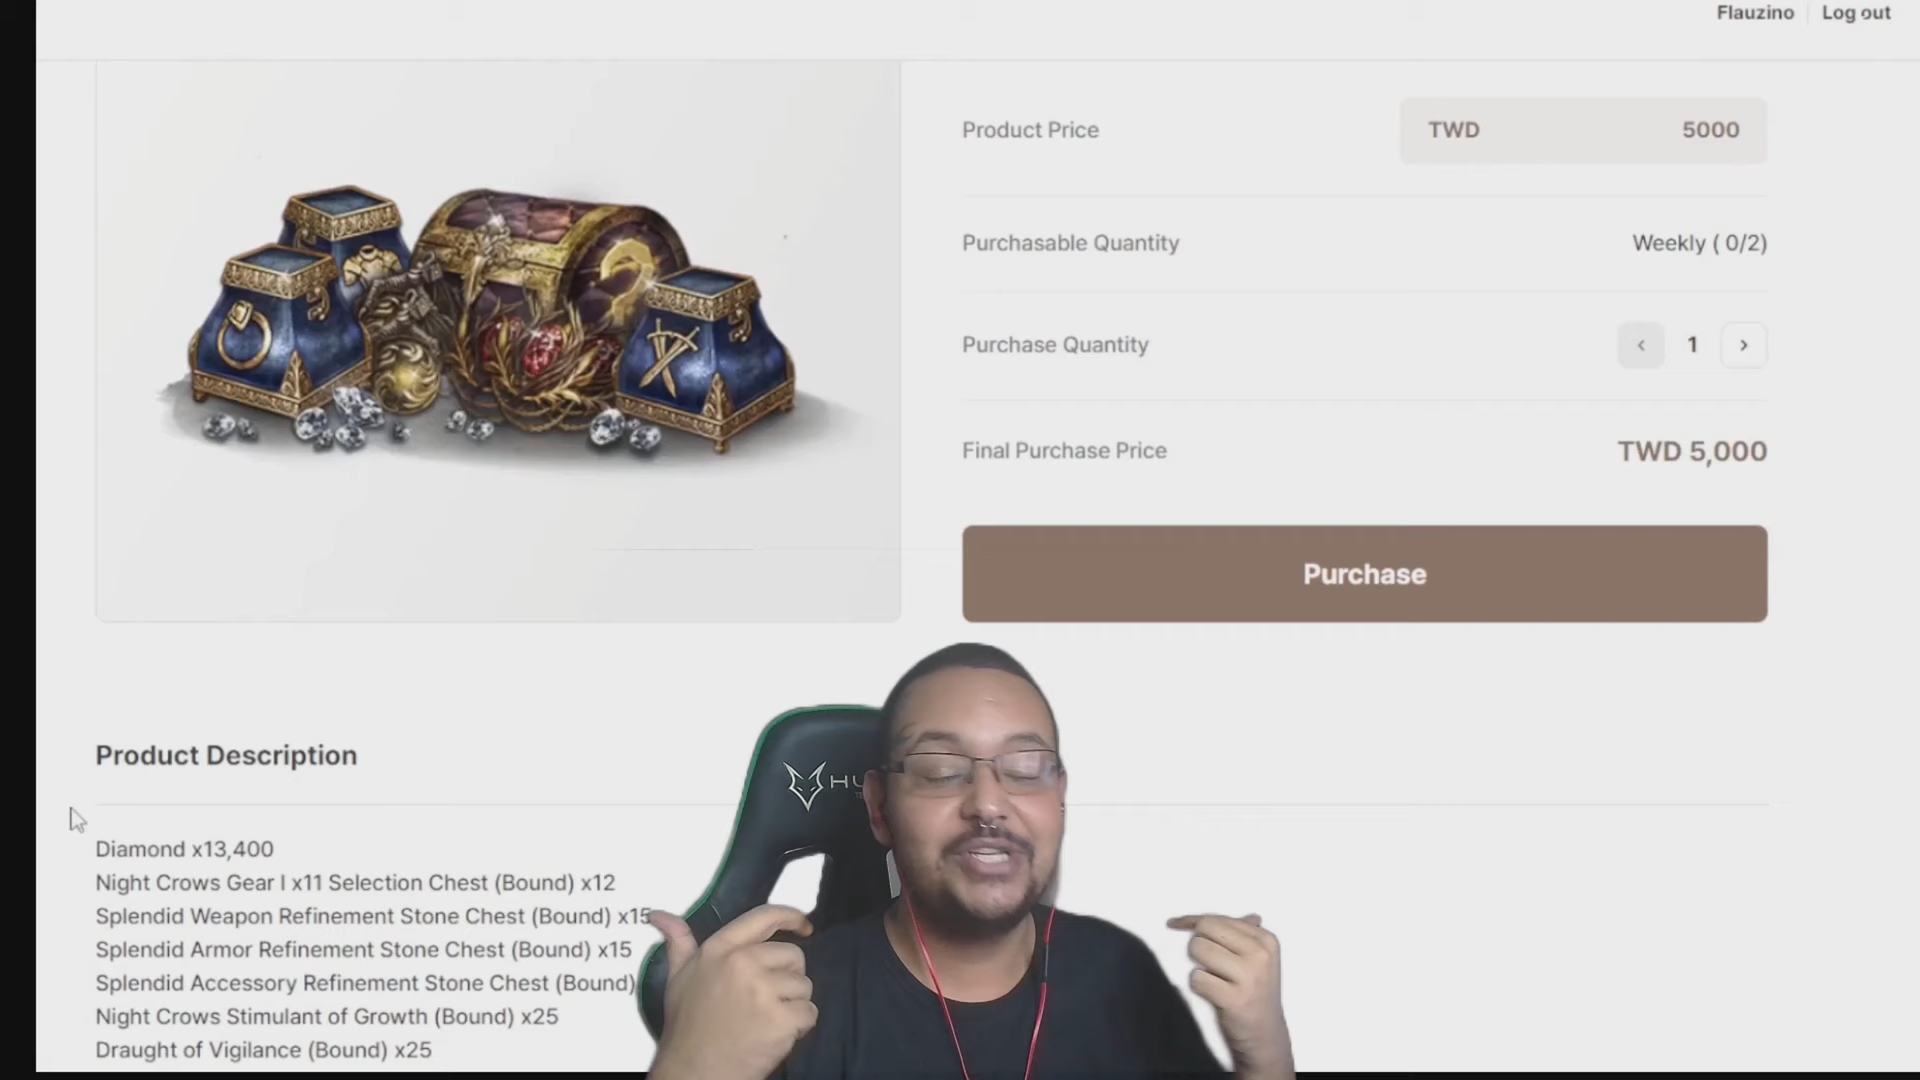 Flauzino
Log out
Product Price
TWD 5000
Purchasable Quantity
Weekly ( 0/2)
Purchase Quantity
< 1 >
Final Purchase Price
TWD 5,000
Purchase
Product Description
Diamond x13,400
Night Crows Gear I x11 Selection Chest (Bound) x12
Splendid Weapon Refinement Stone Chest (Bound) x15
Splendid Armor Refinement Stone Chest (Bound) x15
Splendid Accessory Refinement Stone Chest (Bound)
Night Crows Stimulant of Growth (Bound) x25
Draught of Vigilance (Bound) x25